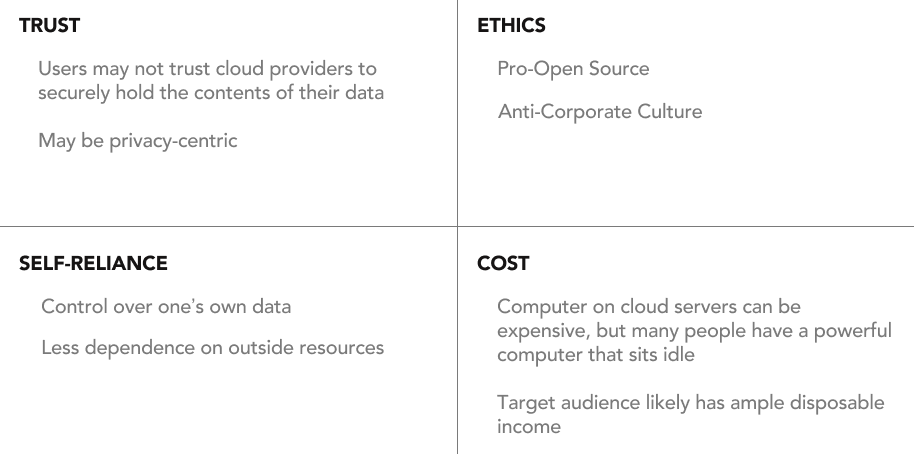 TRUST
Users may not trust cloud providers to
securely hold the contents of their data
May be privacy-centric
ETHICS
Pro-Open Source
Anti-Corporate Culture
SELF-RELIANCE
Control over one's own data
Less dependence on outside resources
COST
Computer on cloud servers can be
expensive, but many people have a powerful
computer that sits idle
Target audience likely has ample disposable
income